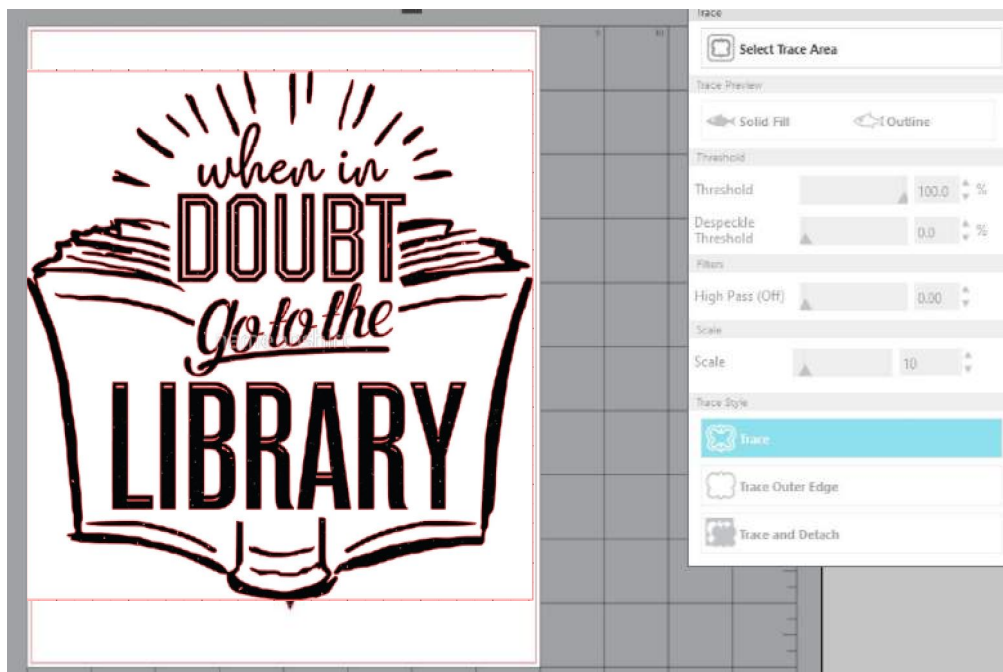 Trace
Select Trace Area
Trace Preview
Solid Fill
Outline
Threshold
Threshold 100.0 %
Despeckle
Threshold 0.0 %
Filters
High Pass (Off) 0.00
Scale
Scale 10
Trace Style
Trace
Trace Outer Edge
Trace and Detach
when in
DOUBT
go to the
LIBRARY